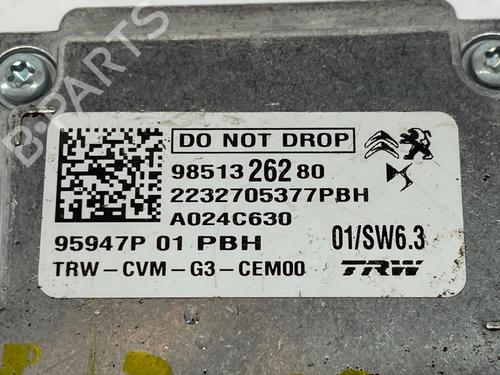 DO NOT DROP
98513 262 80
2232705377PBH
A024C630
95947P 01 PBH
01/SW6.3
TRW-CVM-G3-CEM00
TRW
B-PARTS